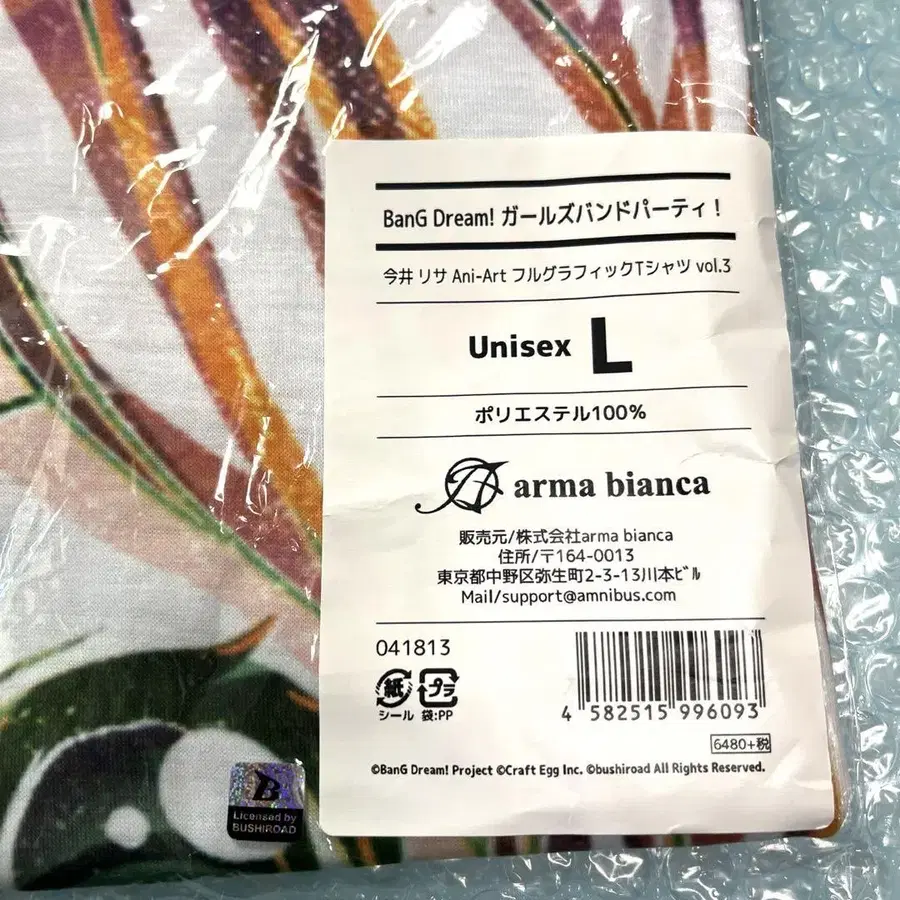 BanG Dream! ガールズバンドパーティ！
今井 リサ Ani-Art フルグラフィックTシャツ vol.3
Unisex L
ポリエステル100%
arma bianca
販売元/株式会社arma bianca
住所/〒164-0013
東京都中野区弥生町2-3-13川本ビル
Mail/support@amnibus.com
041813
紙 プラ
シール 袋:PP
4 582515 996093
6480+税
©BanG Dream! Project ©Craft Egg Inc. ©bushiroad All Rights Reserved.
B
Licensed by
BUSHIROAD